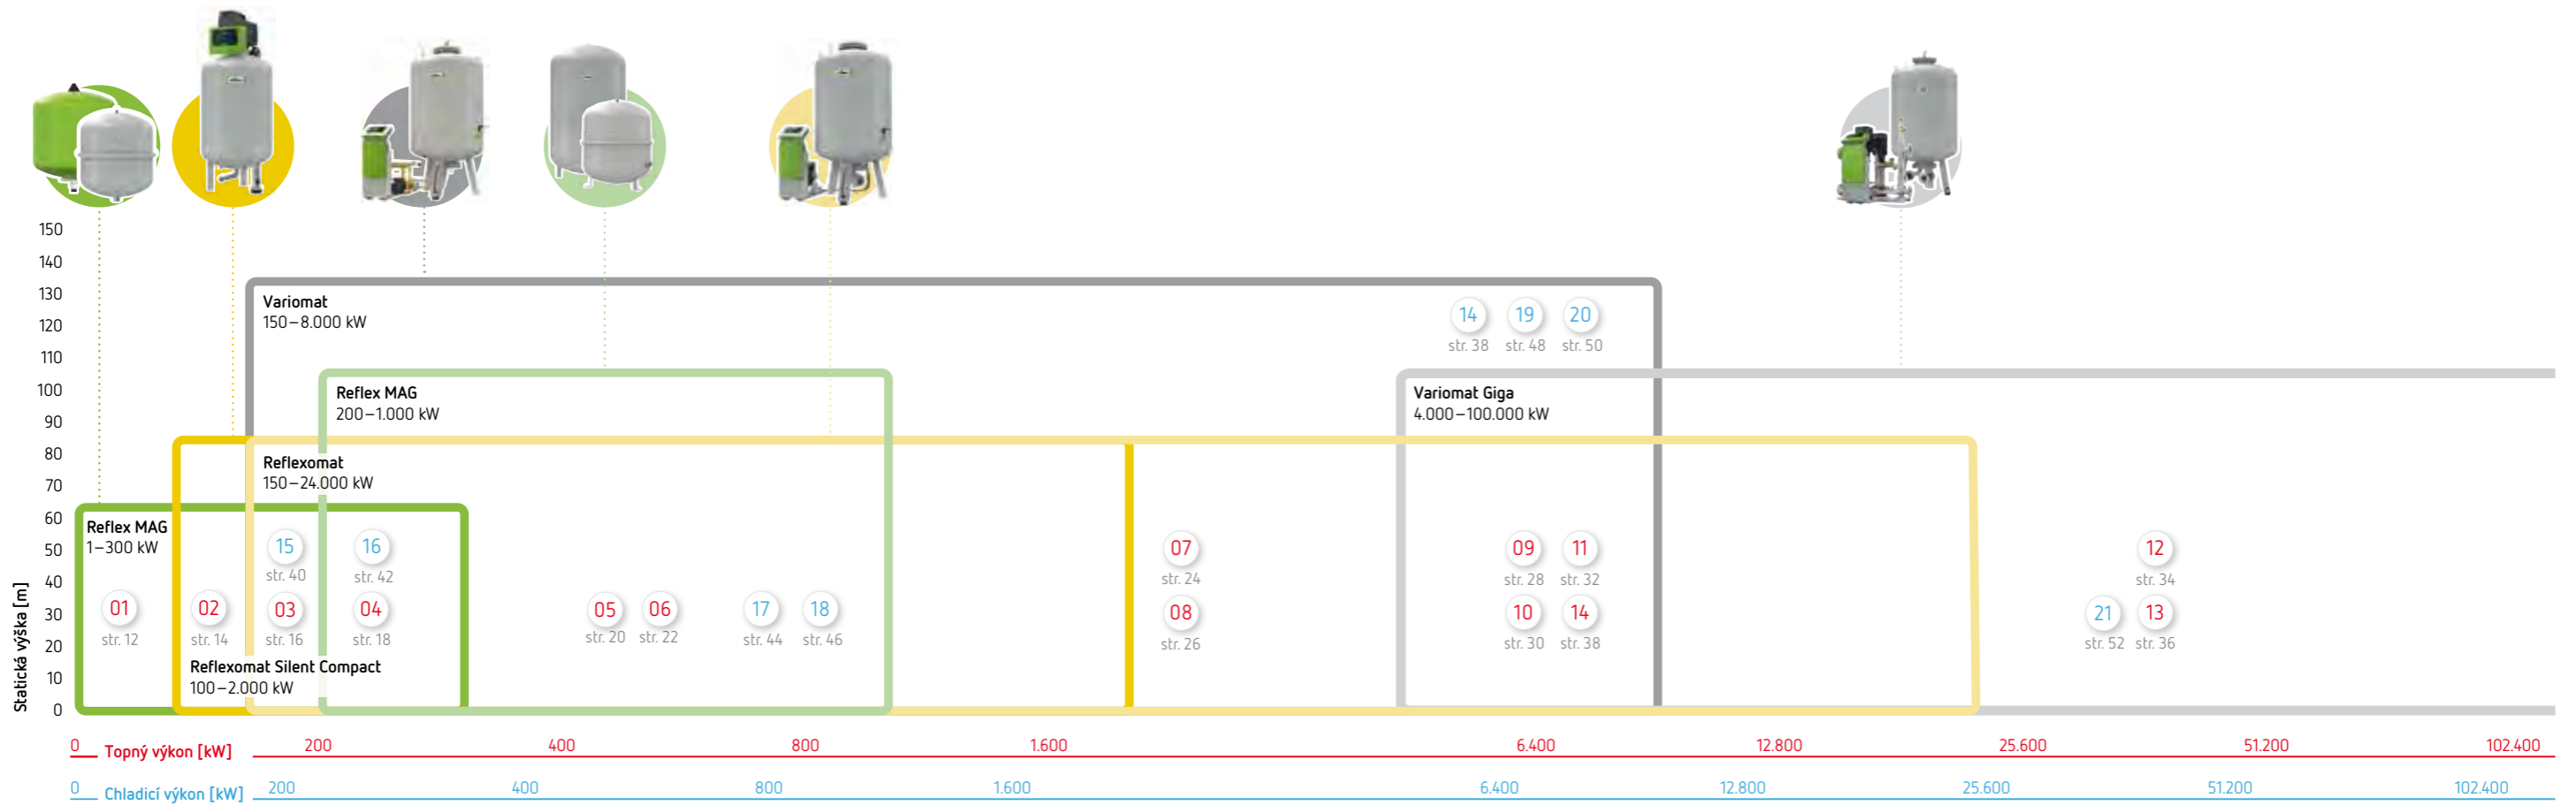 150
140
130
120
110
100
90
80
70
60
50
40
30
20
10
0
Statická výška [m]
Variomat
150–8.000 kW
14
19
20
str. 38
str. 48
str. 50
Reflex MAG
200–1.000 kW
Variomat Giga
4.000–100.000 kW
Reflexomat
150–24.000 kW
Reflex MAG
1–300 kW
15
str. 40
16
str. 42
01
str. 12
02
str. 14
03
str. 16
04
str. 18
05
str. 20
06
str. 22
17
str. 44
18
str. 46
07
str. 24
08
str. 26
09
str. 28
11
str. 32
10
str. 30
14
str. 38
12
str. 34
21
str. 52
13
str. 36
Reflexomat Silent Compact
100–2.000 kW
0 Topný výkon [kW] 200 400 800 1.600 6.400 12.800 25.600 51.200 102.400
0 Chladicí výkon [kW] 200 400 800 1.600 6.400 12.800 25.600 51.200 102.400